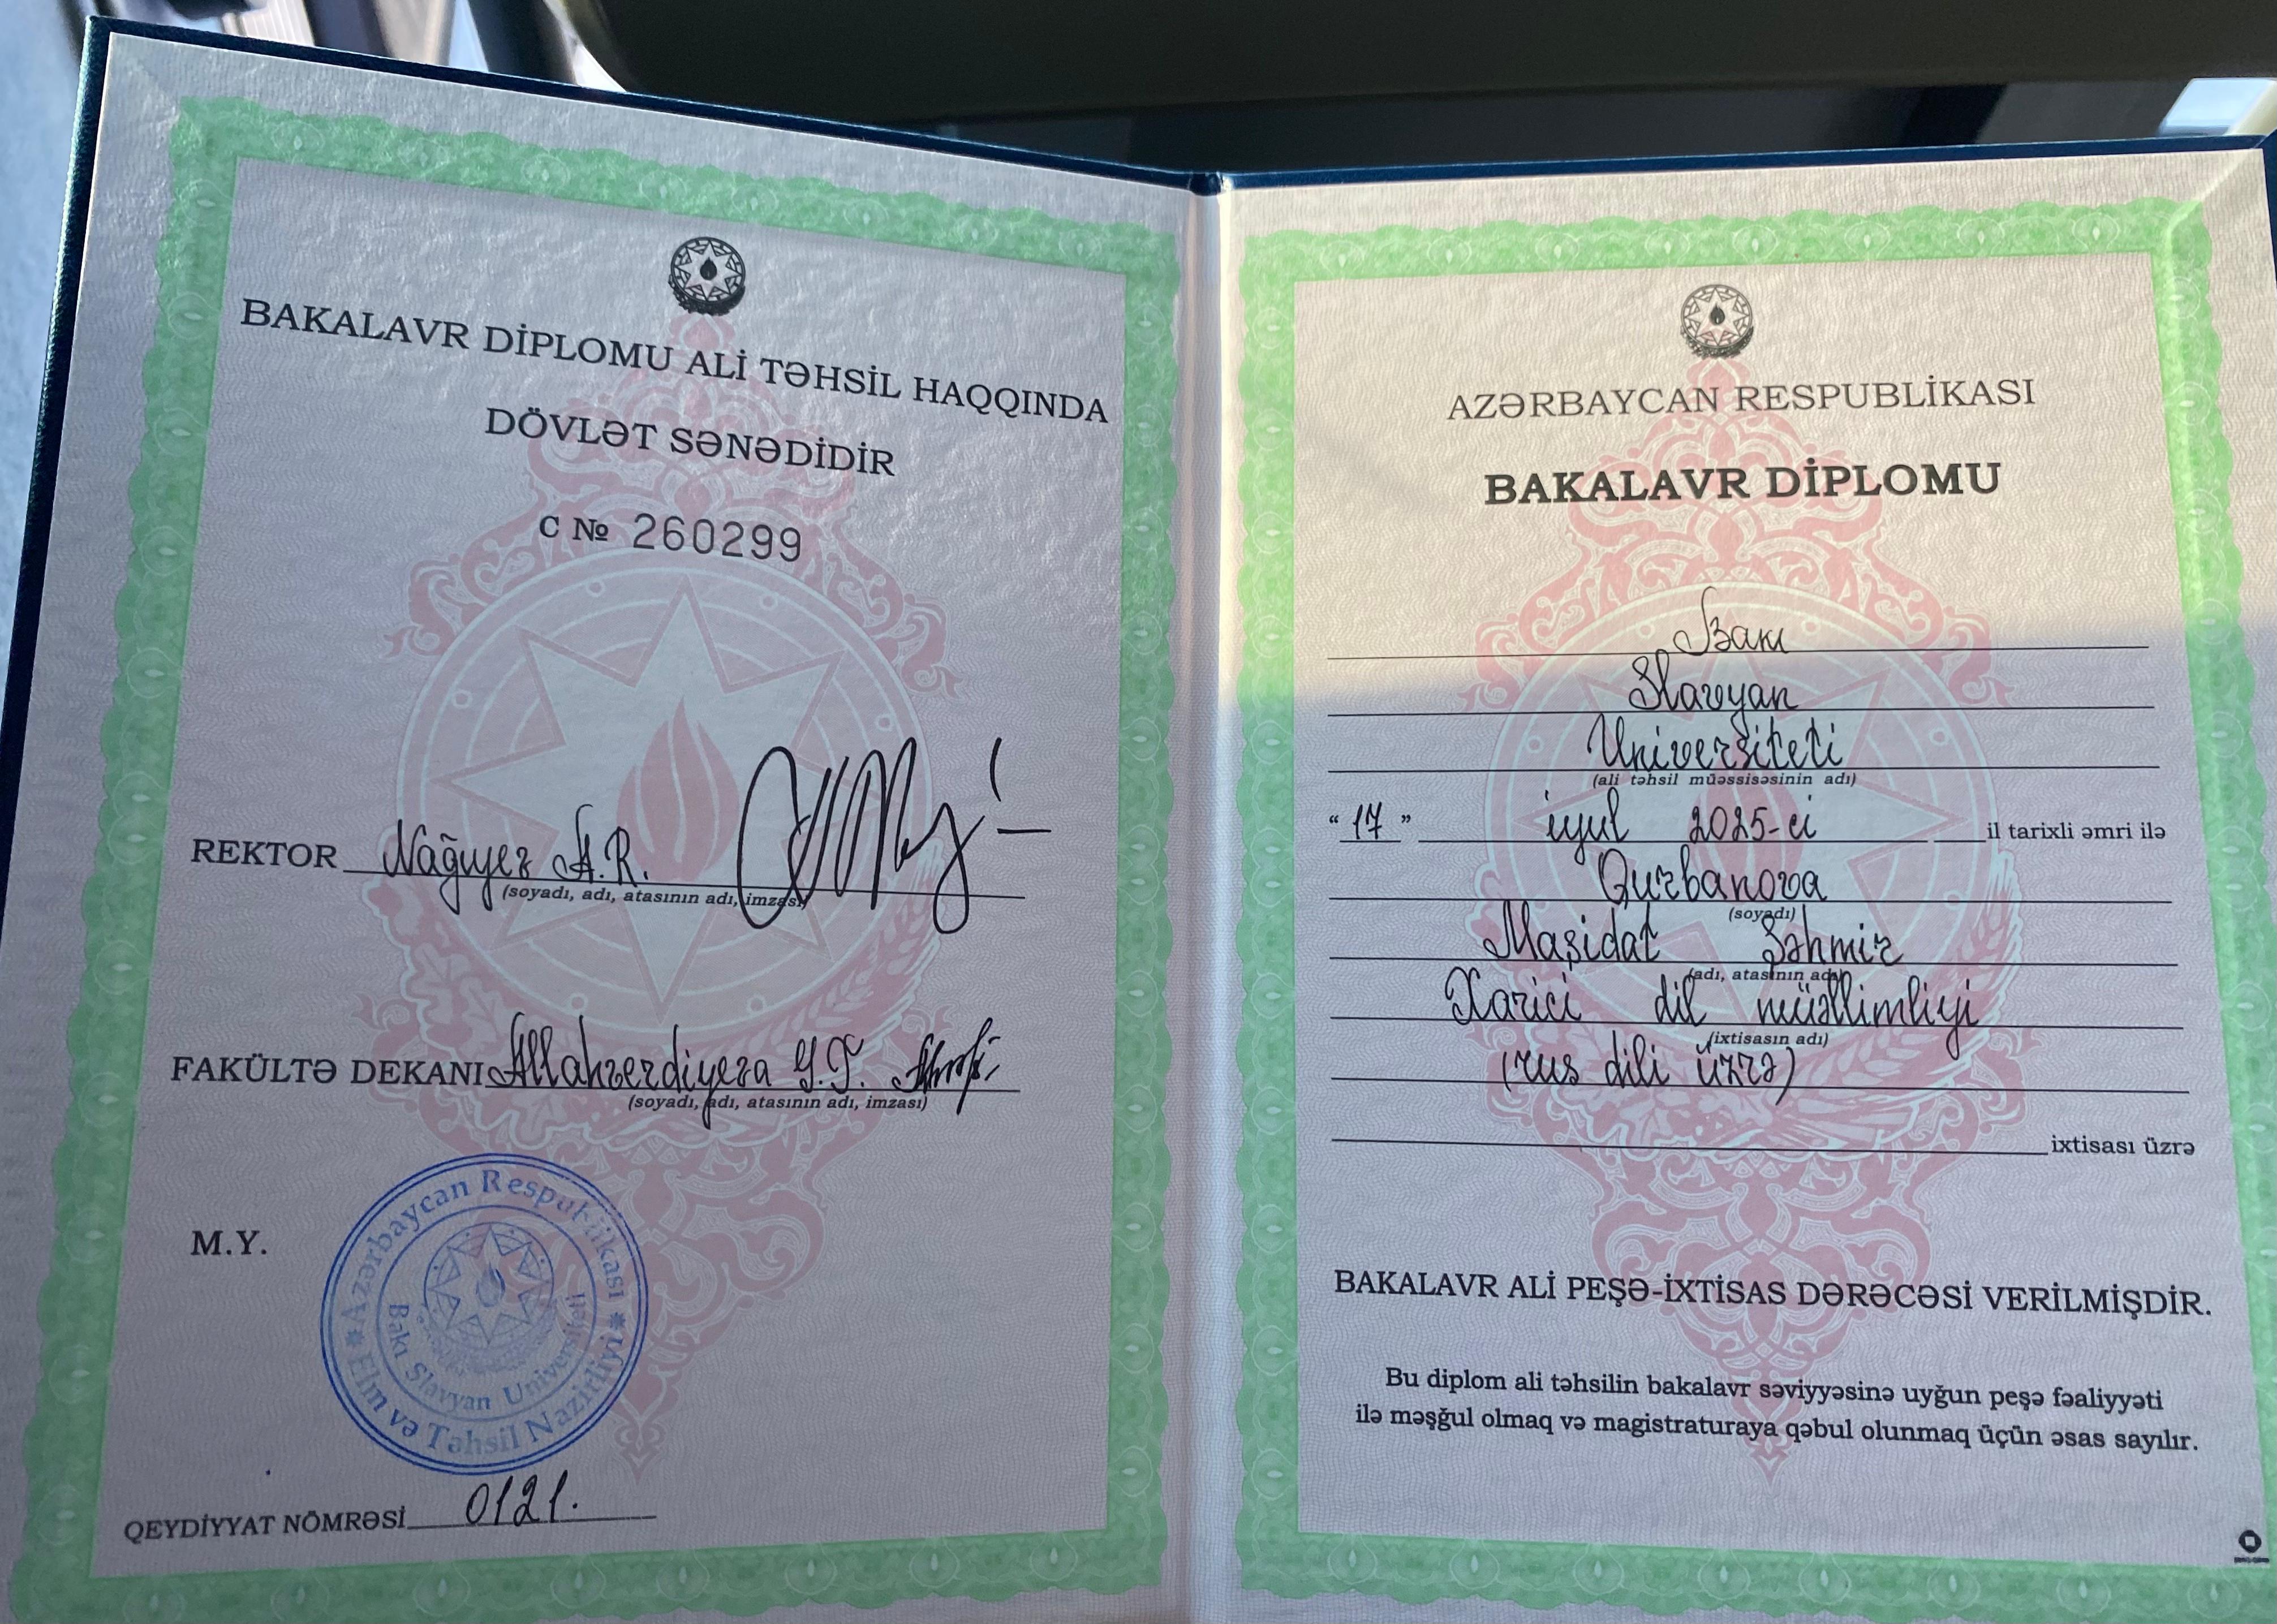 BAKALAVR DİPLOMU ALİ TƏHSİL HAQQINDA
DÖVLƏT SƏNƏDİDİR
C № 260299
REKTOR Nağıyev A.R.
(soyadı, adı, atasının adı, imzası)
FAKÜLTƏ DEKANI Allahverdiyeva
(soyadı, adı, atasının adı, imzası)
M.Y.
Azərbaycan Respublikası
Elm və Təhsil Nazirliyi
Bakı Slavyan Universiteti
QEYDİYYAT NÖMRƏSİ 0121.
AZƏRBAYCAN RESPUBLİKASI
BAKALAVR DİPLOMU
Bakı
Slavyan
Universiteti
(ali təhsil müəssisəsinin adı)
“ 17 ” iyul 2025-ci il tarixli əmri ilə
Qurbanova
(soyadı)
Məşidat Şəhmir
(adı, atasının adı)
Xarici dil müəllimliyi
(ixtisasın adı)
(rus dili üzrə)
ixtisası üzrə
BAKALAVR ALİ PEŞƏ-İXTİSAS DƏRƏCƏSİ VERİLMİŞDİR.
Bu diplom ali təhsilin bakalavr səviyyəsinə uyğun peşə fəaliyyəti
ilə məşğul olmaq və magistraturaya qəbul olunmaq üçün əsas sayılır.